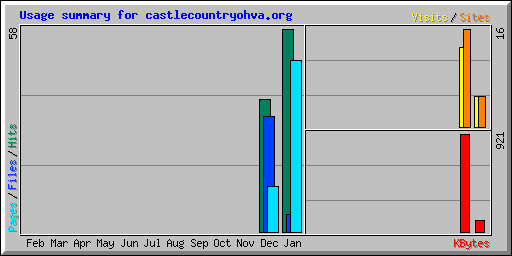 Usage summary for castlecountryohva.org
Visits/Sites
58
16
921
Pages/Files/Hits
Feb Mar Apr May Jun Jul Aug Sep Oct Nov Dec Jan
KBytes